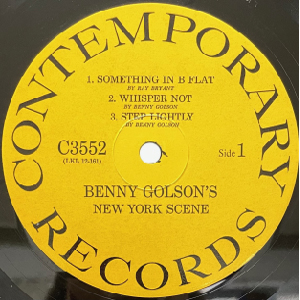 CONTEMPORARY
1. SOMETHING IN B FLAT
BY RAY BRYANT
2. WHISPER NOT
BY BENNY GOLSON
3. STEP LIGHTLY
BY BENNY GOLSON
C3552
Side 1
BENNY GOLSON'S
NEW YORK SCENE
RECORDS